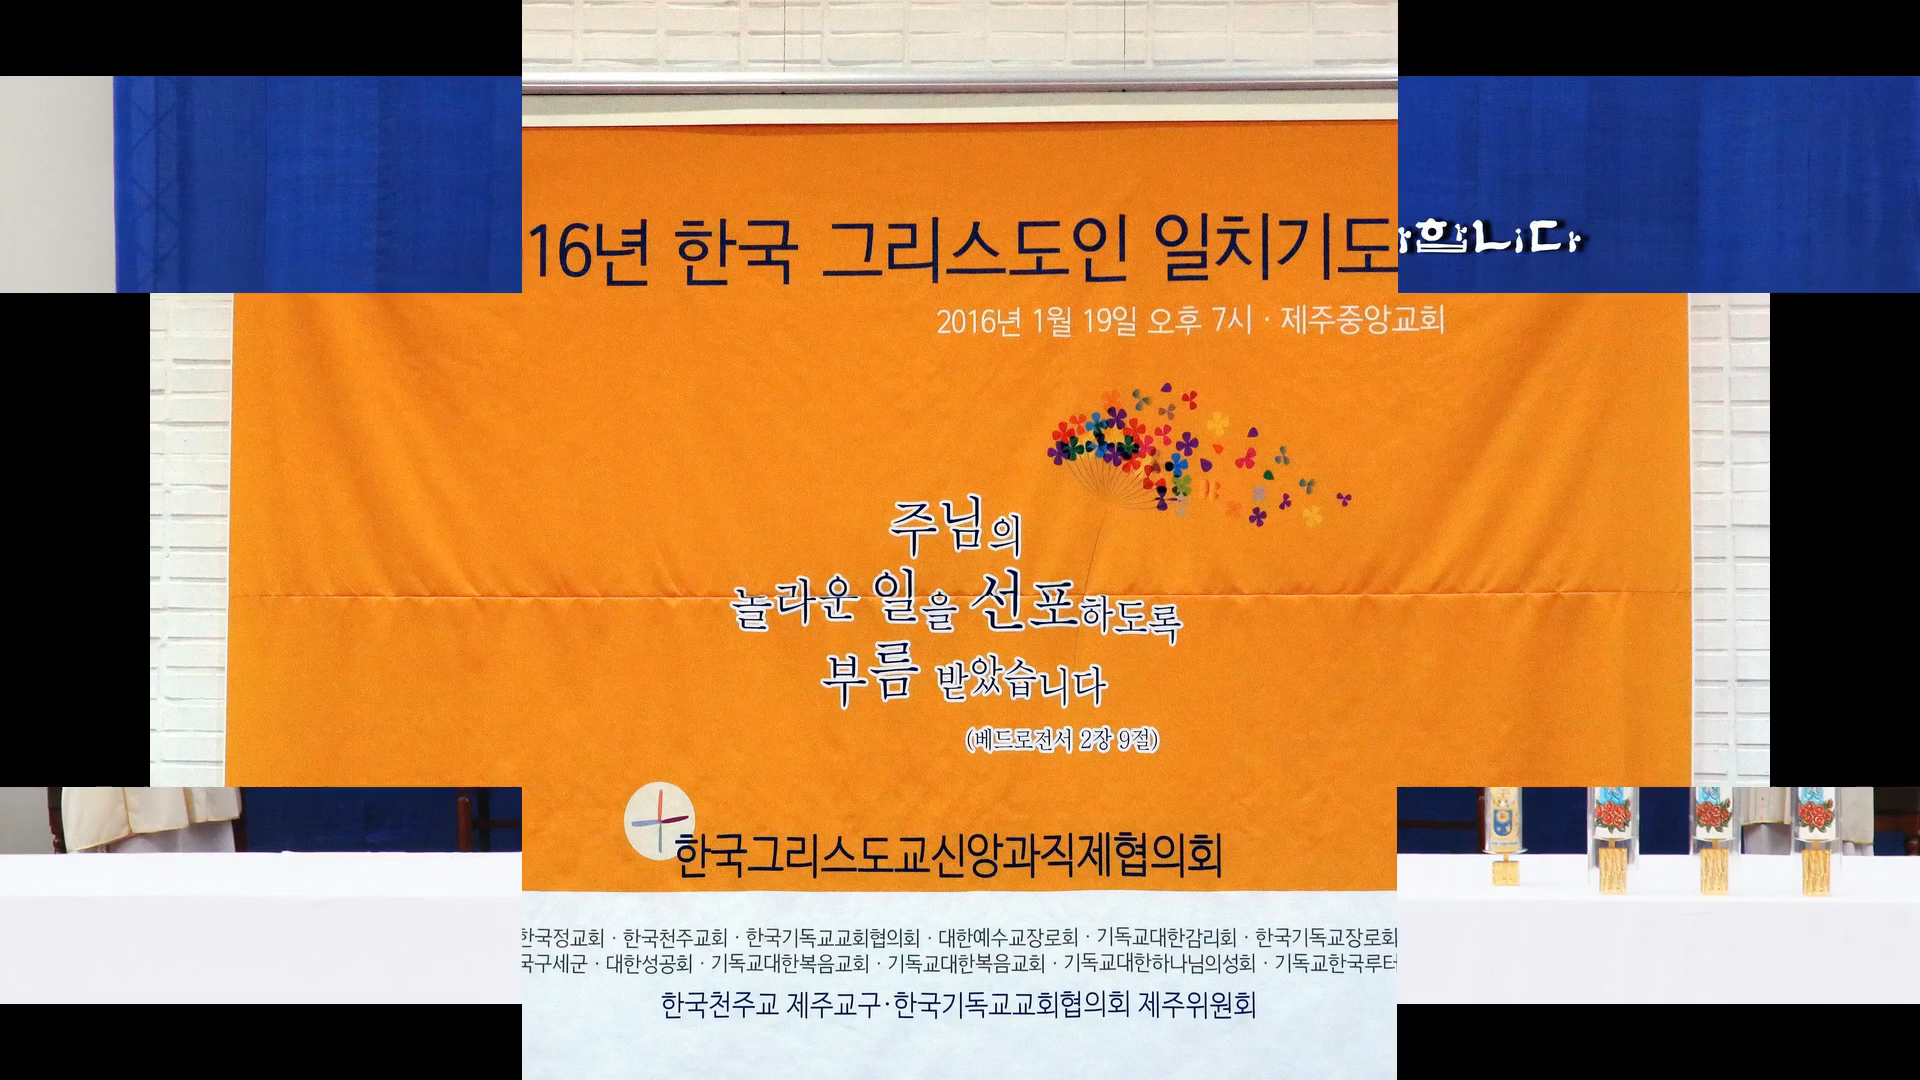 16년 한국 그리스도인 일치기도
합니다
2016년 1월 19일 오후 7시 · 제주중앙교회
주님의
놀라운 일을 선포하도록
부름 받았습니다
(베드로전서 2장 9절)
한국그리스도교신앙과직제협의회
한국정교회 · 한국천주교회 · 한국기독교교회협의회 · 대한예수교장로회 · 기독교대한감리회 · 한국기독교장로회
국구세군 · 대한성공회 · 기독교대한복음교회 · 기독교대한복음교회 · 기독교대한하나님의성회 · 기독교한국루터
한국천주교 제주교구·한국기독교교회협의회 제주위원회